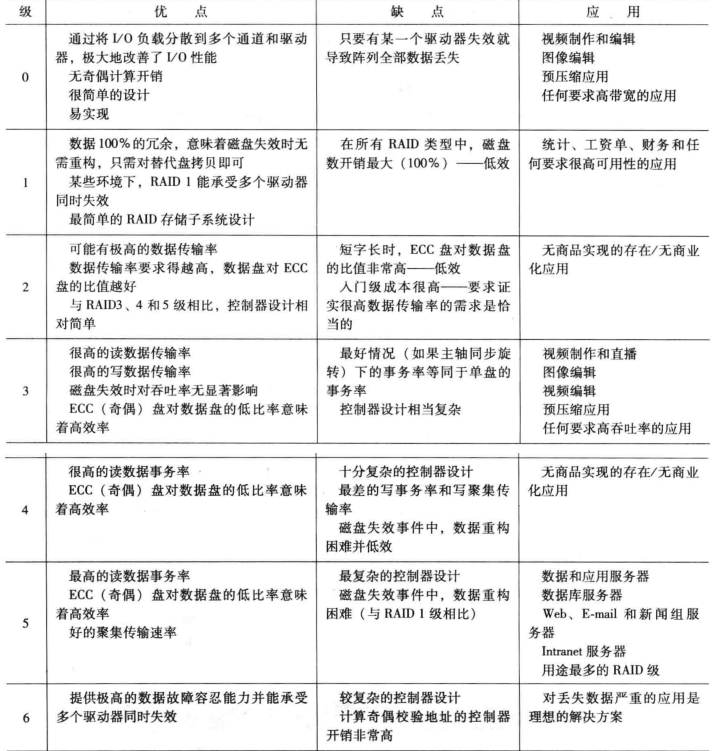 级 优 点 缺 点 应 用
0
通过将 I/O 负载分散到多个通道和驱动
器，极大地改善了 I/O 性能
无奇偶计算开销
很简单的设计
易实现
只要有某一个驱动器失效就
导致阵列全部数据丢失
视频制作和编辑
图像编辑
预压缩应用
任何要求高带宽的应用
1
数据 100%的冗余，意味着磁盘失效时无
需重构，只需对替代盘拷贝即可
某些环境下，RAID 1 能承受多个驱动器
同时失效
最简单的 RAID 存储子系统设计
在所有 RAID 类型中，磁盘
数开销最大（100%）——低效
统计、工资单、财务和任
何要求很高可用性的应用
2
可能有极高的数据传输率
数据传输率要求得越高，数据盘对 ECC
盘的比值越好
与 RAID3、4 和 5 级相比，控制器设计相
对简单
短字长时，ECC 盘对数据盘
的比值非常高——低效
入门级成本很高——要求证
实很高数据传输率的需求是恰
当的
无商品实现的存在/无商业
化应用
3
很高的读数据传输率
很高的写数据传输率
磁盘失效时对吞吐率无显著影响
ECC（奇偶）盘对数据盘的低比率意味
着高效率
最好情况（如果主轴同步旋
转）下的事务率等同于单盘的
事务率
控制器设计相当复杂
视频制作和直播
图像编辑
视频编辑
预压缩应用
任何要求高吞吐率的应用
4
很高的读数据事务率
ECC（奇偶）盘对数据盘的低比率意味
着高效率
十分复杂的控制器设计
最差的写事务率和写聚集传
输率
磁盘失效事件中，数据重构
困难并低效
无商品实现的存在/无商业
化应用
5
最高的读数据事务率
ECC（奇偶）盘对数据盘的低比率意味
着高效率
好的聚集传输速率
最复杂的控制器设计
磁盘失效事件中，数据重构
困难（与 RAID 1 级相比）
数据和应用服务器
数据库服务器
Web、E-mail 和新闻组服
务器
Intranet 服务器
用途最多的 RAID 级
6
提供极高的数据故障容忍能力并能承受
多个驱动器同时失效
较复杂的控制器设计
计算奇偶校验地址的控制器
开销非常高
对丢失数据严重的应用是
理想的解决方案